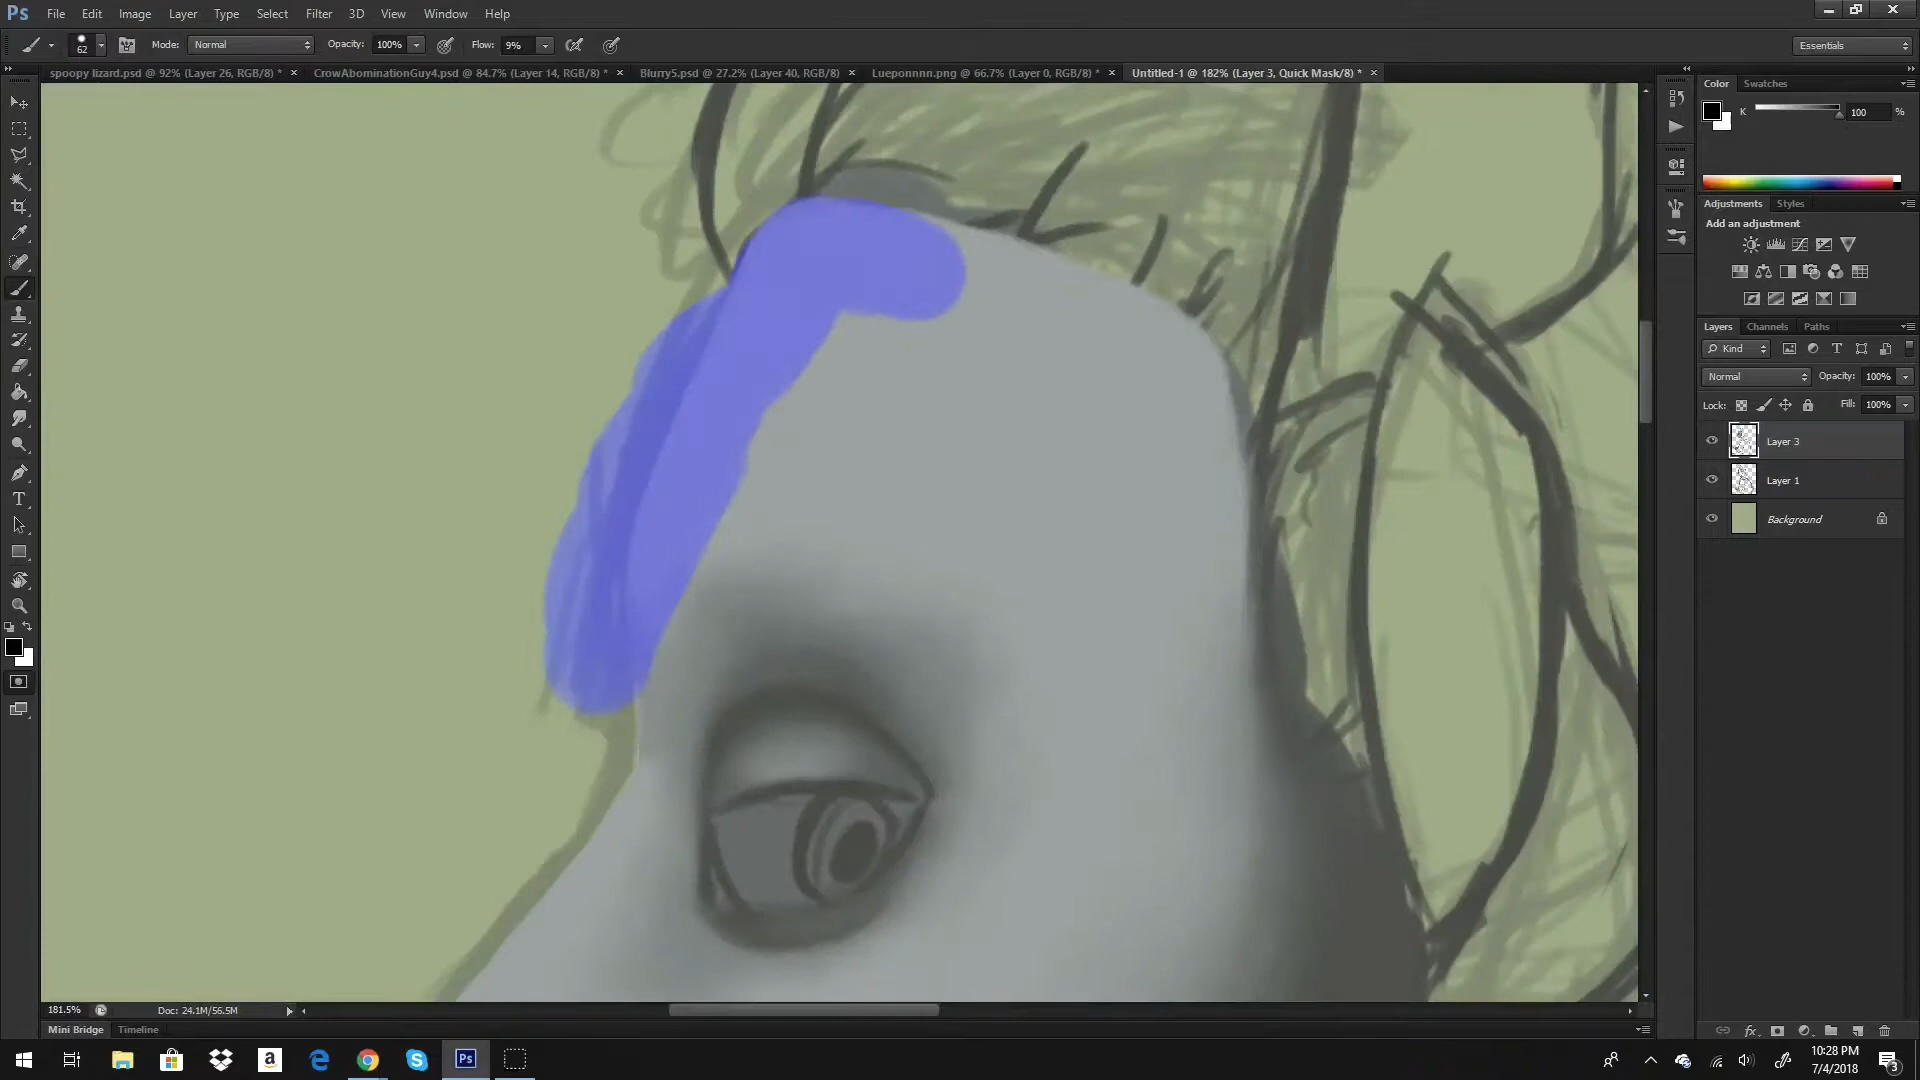 Ps File Edit Image Layer Type Select Filter 3D View Window Help
62 Mode: Normal Opacity: 100% Flow: 9% Essentials
spoopy lizard.psd @ 92% (Layer 26, RGB/8) * × CrowAbominationGuy4.psd @ 84.7% (Layer 14, RGB/8) * × Blurry5.psd @ 27.2% (Layer 40, RGB/8) × Lueponnnn.png @ 66.7% (Layer 0, RGB/8) * × Untitled-1 @ 182% (Layer 3, Quick Mask/8) * ×
Color Swatches
K 100 %
Adjustments Styles
Add an adjustment
Layers Channels Paths
Kind
Normal Opacity: 100%
Lock: Fill: 100%
Layer 3
Layer 1
Background
181.5% Doc: 24.1M/56.5M
Mini Bridge Timeline
Ps
10:28 PM
7/4/2018
3